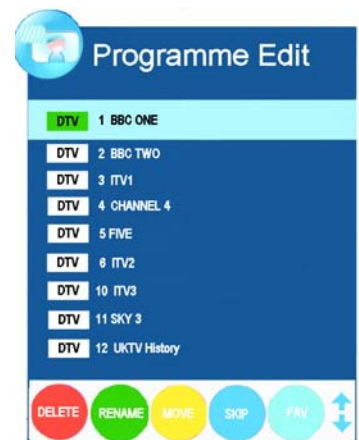 Programme Edit
DTV 1 BBC ONE
DTV 2 BBC TWO
DTV 3 ITV1
DTV 4 CHANNEL 4
DTV 5 FIVE
DTV 6 ITV2
DTV 10 ITV3
DTV 11 SKY 3
DTV 12 UKTV History
DELETE RENAME MOVE SKIP FAV